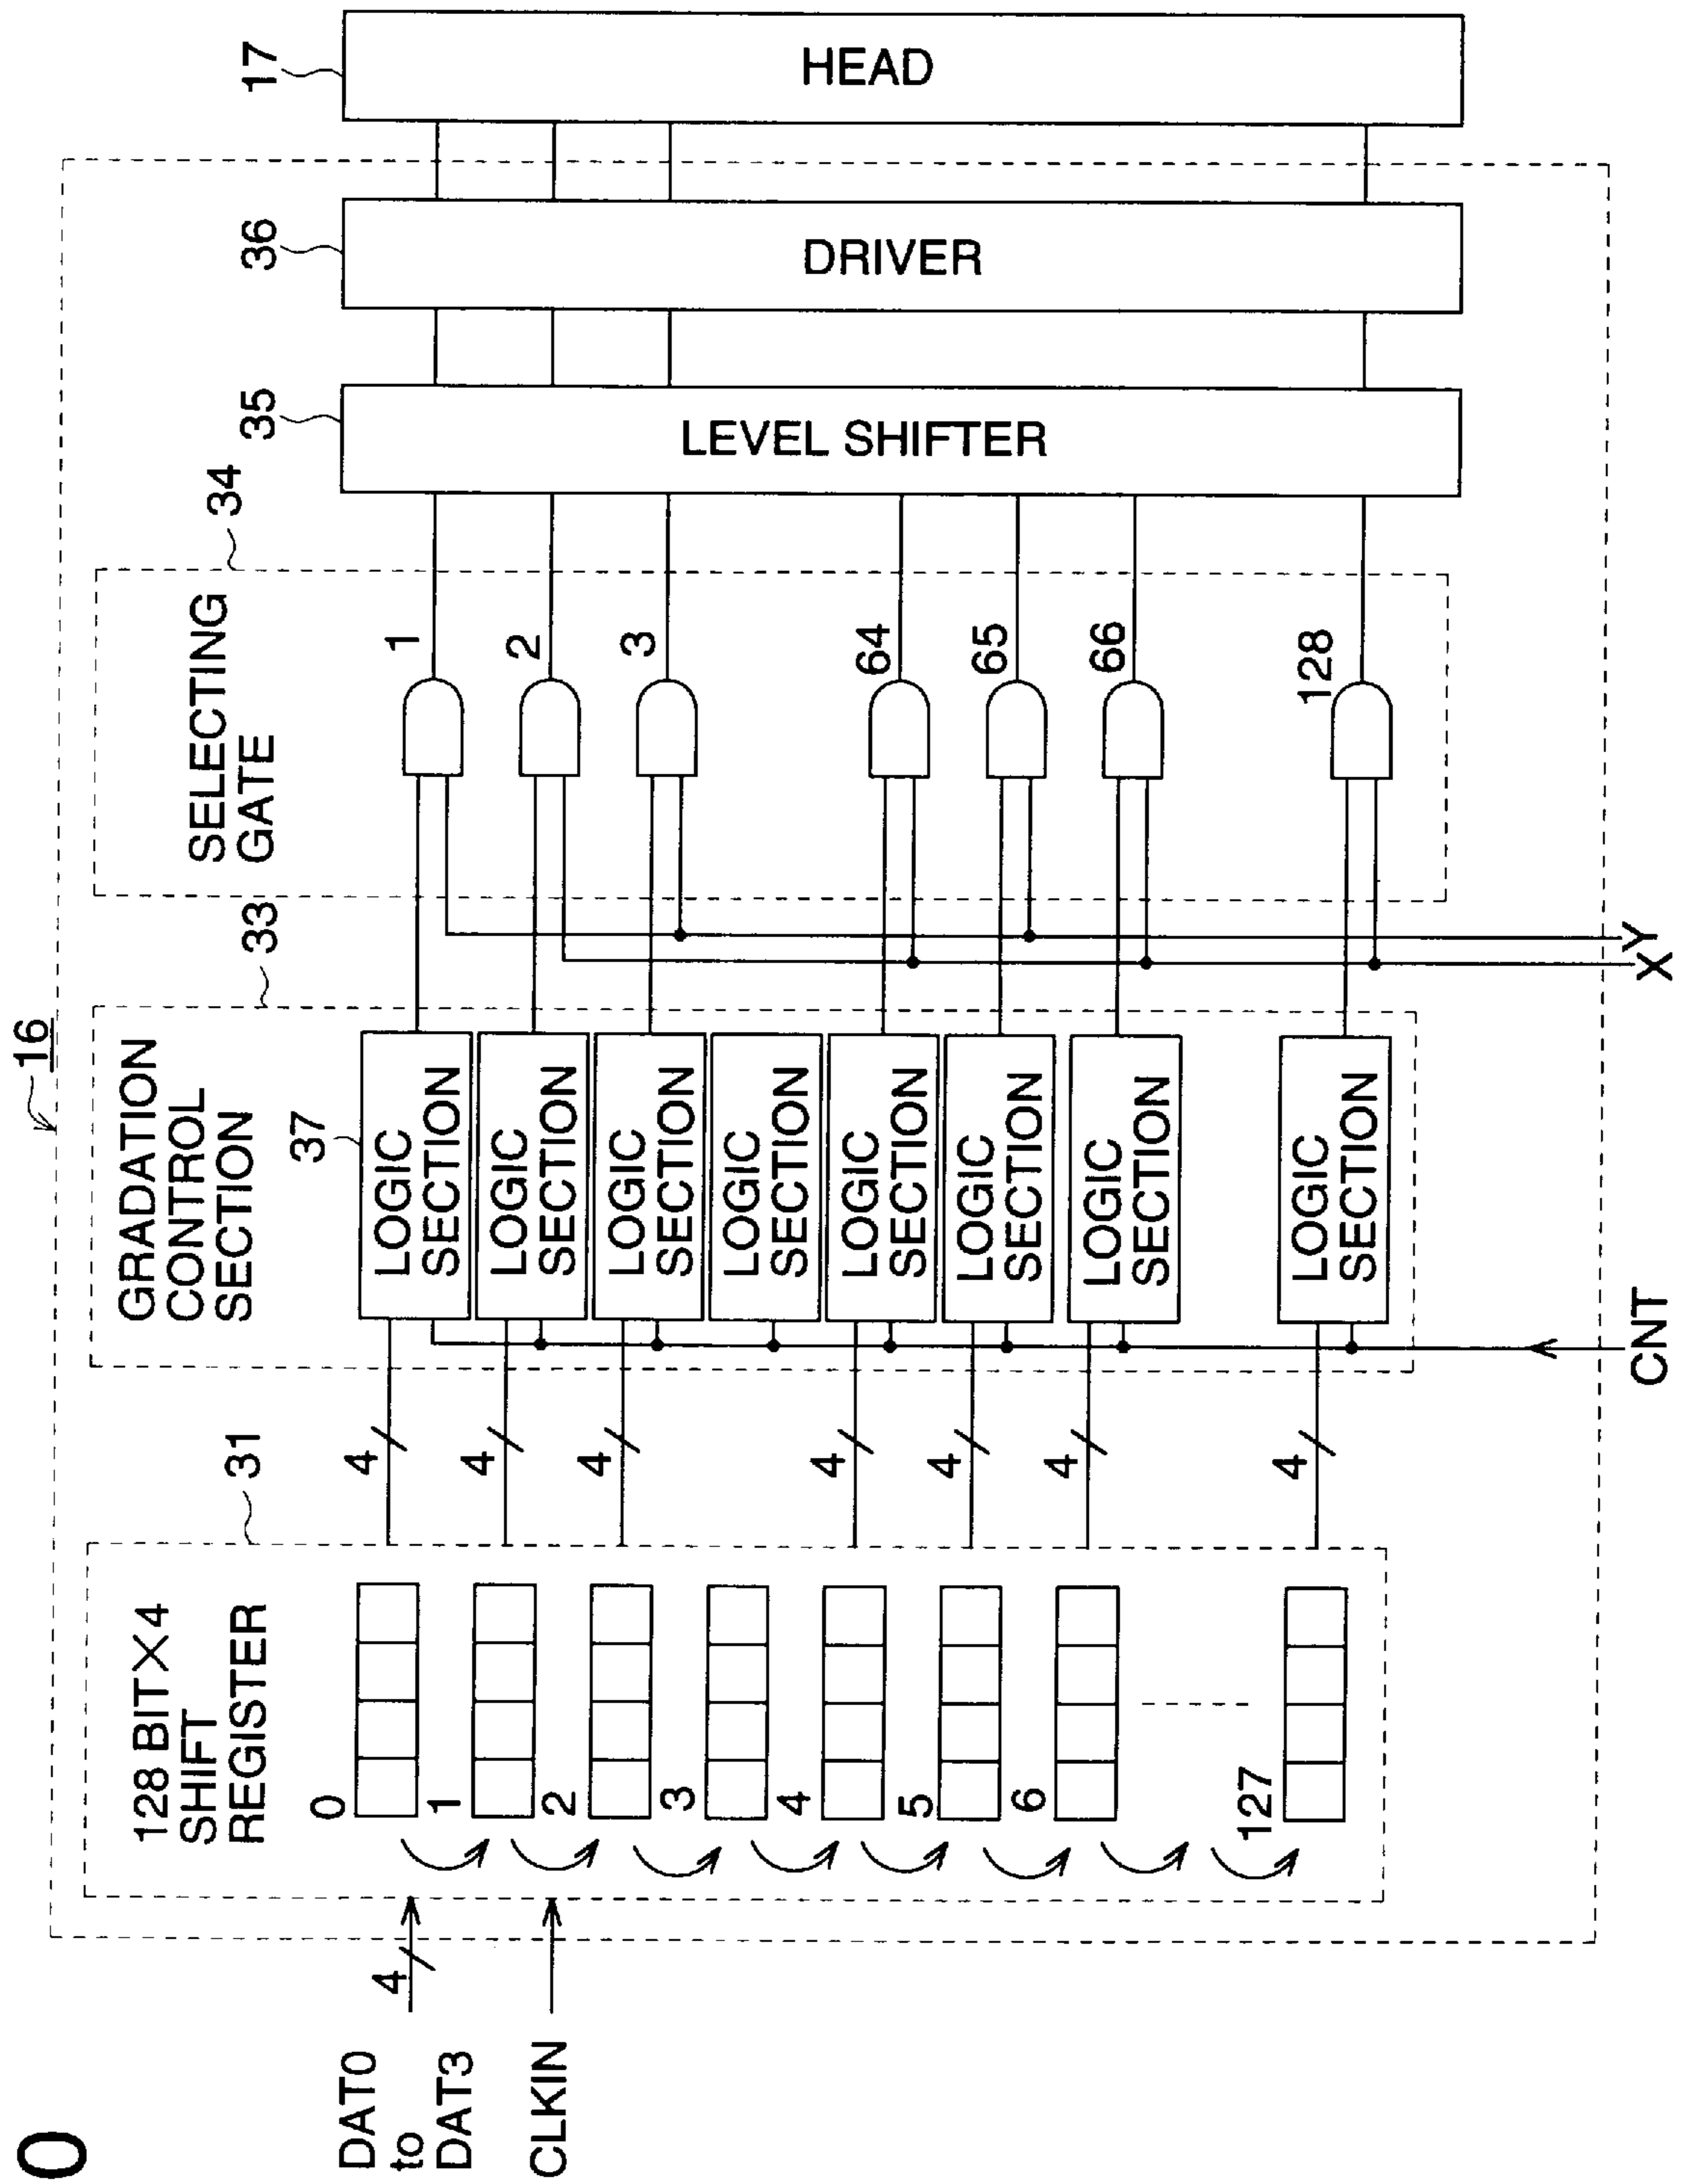 0
16
DAT0
to
DAT3
4
CLKIN
128 BIT×4
SHIFT
REGISTER
31
0
1
2
3
4
5
6
127
4
4
4
4
4
4
4
GRADATION
CONTROL
SECTION
33
37
LOGIC
SECTION
LOGIC
SECTION
LOGIC
SECTION
LOGIC
SECTION
LOGIC
SECTION
LOGIC
SECTION
LOGIC
SECTION
LOGIC
SECTION
CNT
X
Y
SELECTING
GATE
34
1
2
3
64
65
66
128
35
LEVEL SHIFTER
36
DRIVER
17
HEAD